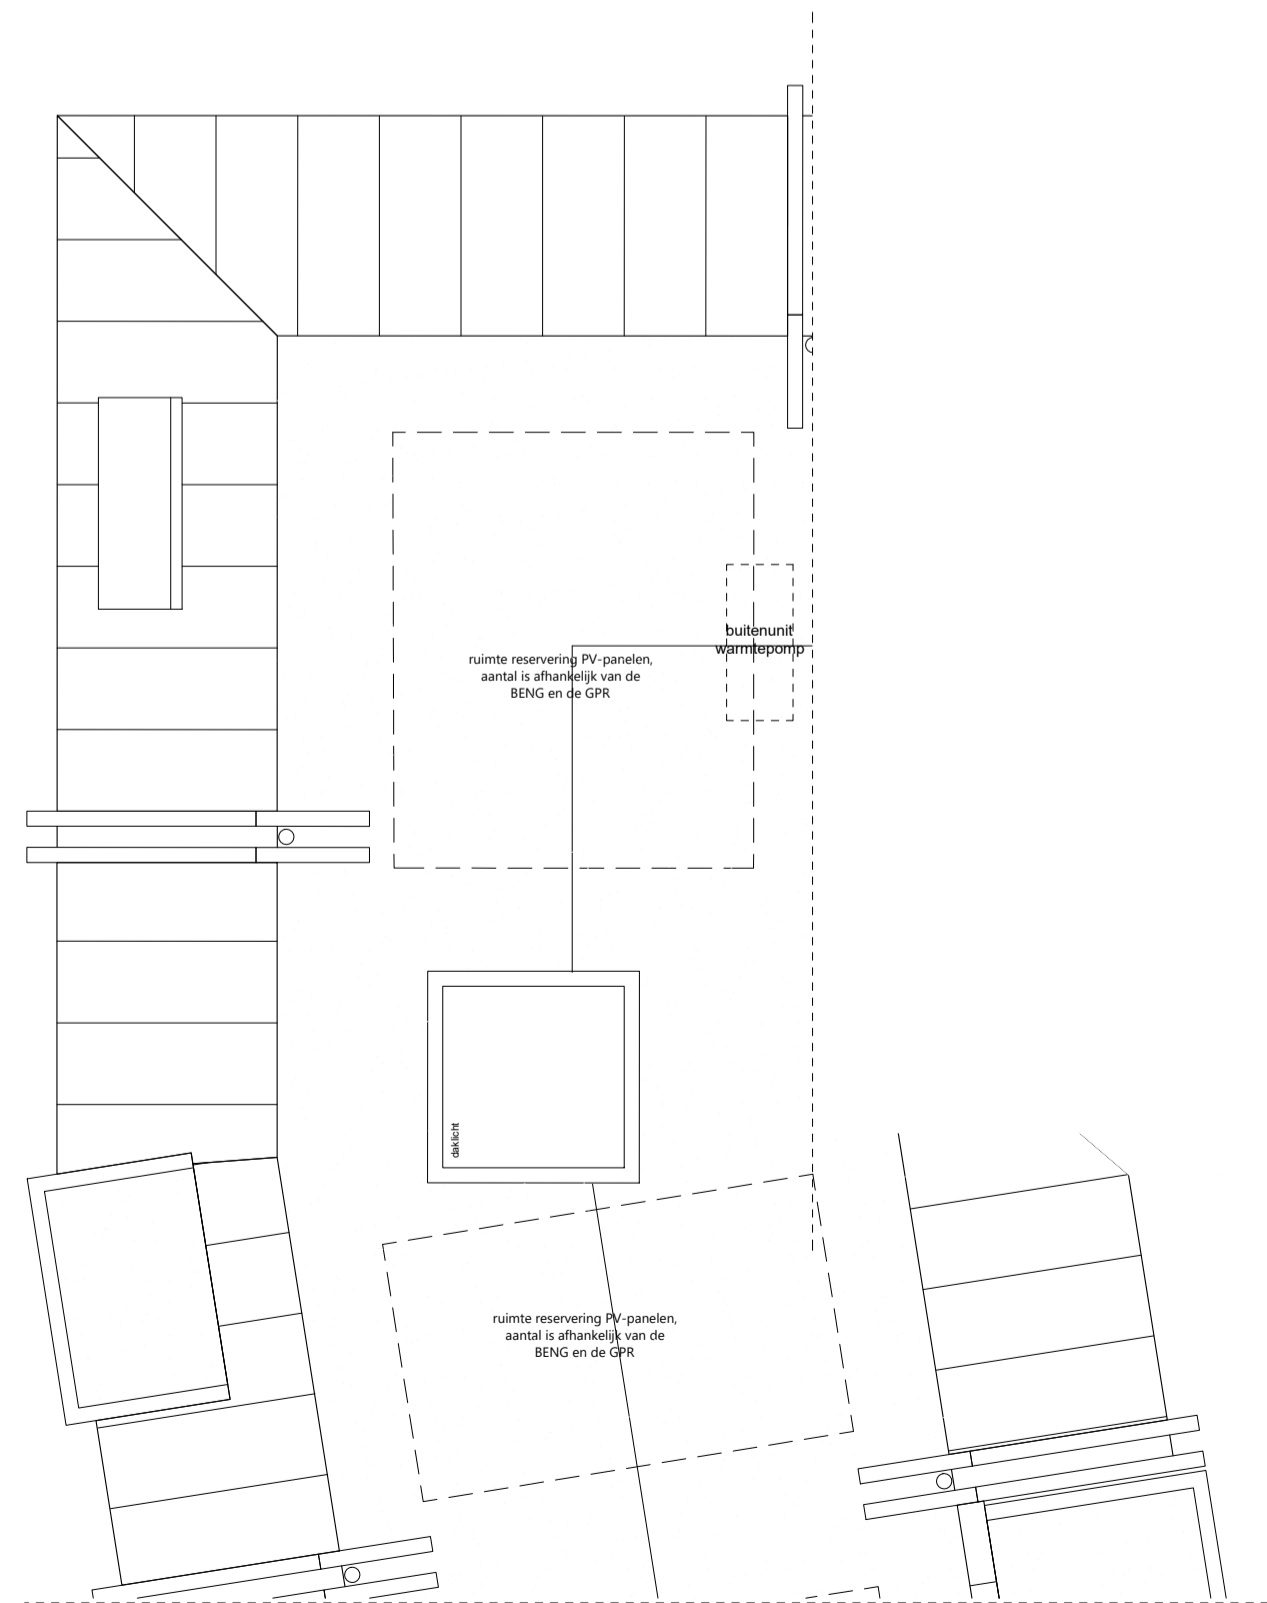 buitenunit
warmtepomp
ruimte reservering PV-panelen,
aantal is afhankelijk van de
BENG en de GPR
daklicht
ruimte reservering PV-panelen,
aantal is afhankelijk van de
BENG en de GPR